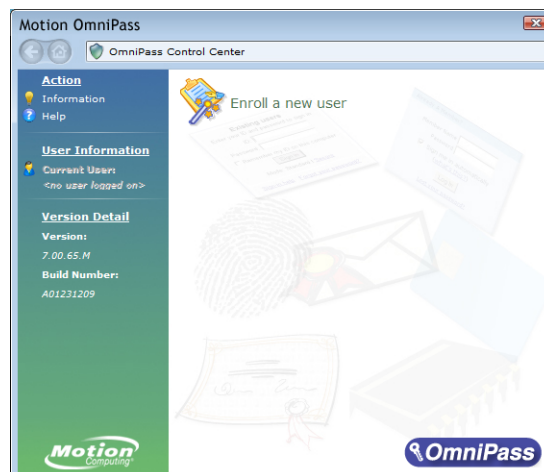 Motion OmniPass
OmniPass Control Center
Action
Information
Help
User Information
Current User:
<no user logged on>
Version Detail
Version:
7.00.65.M
Build Number:
A01231209
Enroll a new user
Motion
Computing
OmniPass